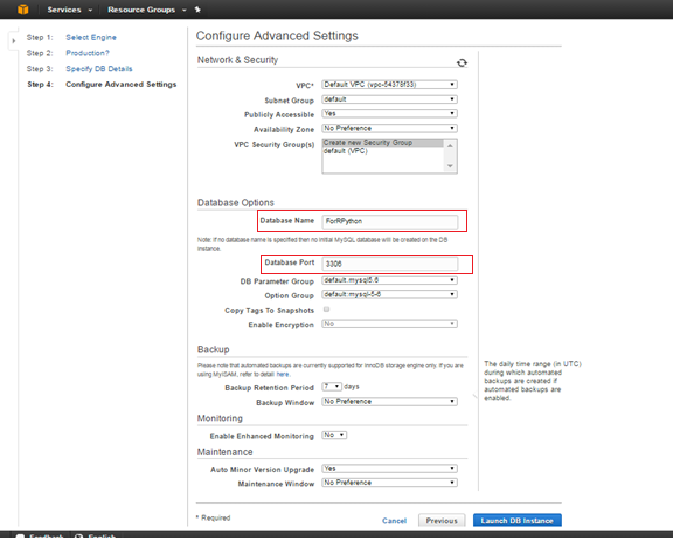 Services
Resource Groups
Step 1: Select Engine
Step 2: Production?
Step 3: Specify DB Details
Step 4: Configure Advanced Settings
Configure Advanced Settings
Network & Security
VPC* Default VPC (vpc-54375f33)
Subnet Group default
Publicly Accessible Yes
Availability Zone No Preference
VPC Security Group(s) Create new Security Group
default (VPC)
Database Options
Database Name ForRPython
Note: if no database name is specified then no initial MySQL database will be created on the DB
Instance.
Database Port 3306
DB Parameter Group default.mysql5.6
Option Group default:mysql-5-6
Copy Tags To Snapshots
Enable Encryption No
Backup
Please note that automated backups are currently supported for InnoDB storage engine only. If you are
using MyISAM, refer to detail here.
Backup Retention Period 7 days
Backup Window No Preference
The daily time range (in UTC)
during which automated
backups are created if
automated backups are
enabled.
Monitoring
Enable Enhanced Monitoring No
Maintenance
Auto Minor Version Upgrade Yes
Maintenance Window No Preference
* Required
Cancel Previous Launch DB Instance
Feedback English